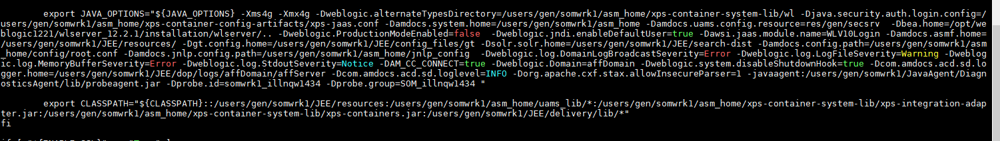 export JAVA_OPTIONS="${JAVA_OPTIONS} -Xms4g -Xmx4g -Dweblogic.alternateTypesDirectory=/users/gen/somwrk1/asm_home/xps-container-system-lib/wl -Djava.security.auth.login.config=/
users/gen/somwrk1/asm_home/xps-container-config-artifacts/xps-jaas.conf -Damdocs.system.home=/users/gen/somwrk1/asm_home -Damdocs.uams.config.resource=res/gen/secsrv  -Dbea.home=/opt/we
blogic1221/wlserver_12.2.1/installation/wlserver/.. -Dweblogic.ProductionModeEnabled=false  -Dweblogic.jndi.enableDefaultUser=true -Dawsi.jaas.module.name=WLV10Login -Damdocs.asmf.home=
/users/gen/somwrk1/JEE/resources/ -Dgt.config.home=/users/gen/somwrk1/JEE/config_files/gt -Dsolr.solr.home=/users/gen/somwrk1/JEE/search-dist -Damdocs.config.path=/users/gen/somwrk1/asm
_home/config/root.conf -Damdocs.jnlp.config.path=/users/gen/somwrk1/asm_home/jnlp_config  -Dweblogic.log.DomainLogBroadcastSeverity=Error -Dweblogic.log.LogFileSeverity=Warning -Dweblog
ic.log.MemoryBufferSeverity=Error -Dweblogic.log.StdoutSeverity=Notice -DAM_CC_CONNECT=true -Dweblogic.Domain=affDomain -Dweblogic.system.disableShutdownHook=true -Dcom.amdocs.acd.sd.lo
gger.home=/users/gen/somwrk1/JEE/dop/logs/affDomain/affServer -Dcom.amdocs.acd.sd.loglevel=INFO -Dorg.apache.cxf.stax.allowInsecureParser=1 -javaagent:/users/gen/somwrk1/JavaAgent/Diagn
osticsAgent/lib/probeagent.jar -Dprobe.id=somwrk1_illnqw1434 -Dprobe.group=SOM_illnqw1434 "
export CLASSPATH="${CLASSPATH}::/users/gen/somwrk1/JEE/resources:/users/gen/somwrk1/asm_home/uams_lib/*:/users/gen/somwrk1/asm_home/xps-container-system-lib/xps-integration-adap
ter.jar:/users/gen/somwrk1/asm_home/xps-container-system-lib/xps-containers.jar:/users/gen/somwrk1/JEE/delivery/lib/*"
fi